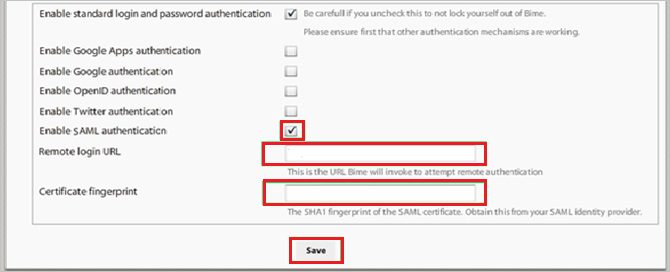 Enable standard login and password authentication Be carefull if you uncheck this to not lock yourself out of Bime.
Please ensure first that other authentication mechanisms are working.
Enable Google Apps authentication
Enable Google authentication
Enable OpenID authentication
Enable Twitter authentication
Enable SAML authentication
Remote login URL
This is the URL Bime will invoke to attempt remote authentication
Certificate fingerprint
The SHA1 fingerprint of the SAML certificate. Obtain this from your SAML identity provider.
Save